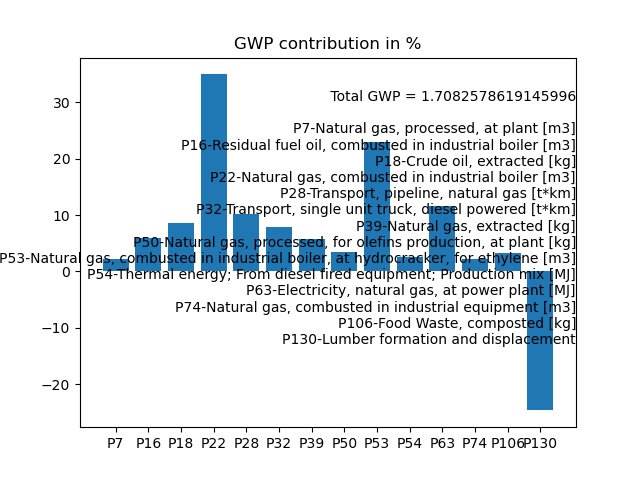 GWP contribution in %
Total GWP = 1.7082578619145996
P7-Natural gas, processed, at plant [m3]
P16-Residual fuel oil, combusted in industrial boiler [m3]
P18-Crude oil, extracted [kg]
P22-Natural gas, combusted in industrial boiler [m3]
P28-Transport, pipeline, natural gas [t*km]
P32-Transport, single unit truck, diesel powered [t*km]
P39-Natural gas, extracted [kg]
P50-Natural gas, processed, for olefins production, at plant [kg]
P53-Natural gas, combusted in industrial boiler, at hydrocracker, for ethylene [m3]
P54-Thermal energy; From diesel fired equipment; Production mix [MJ]
P63-Electricity, natural gas, at power plant [MJ]
P74-Natural gas, combusted in industrial equipment [m3]
P106-Food Waste, composted [kg]
P130-Lumber formation and displacement
30
20
10
0
−10
−20
P7 P16 P18 P22 P28 P32 P39 P50 P53 P54 P63 P74 P106 P130